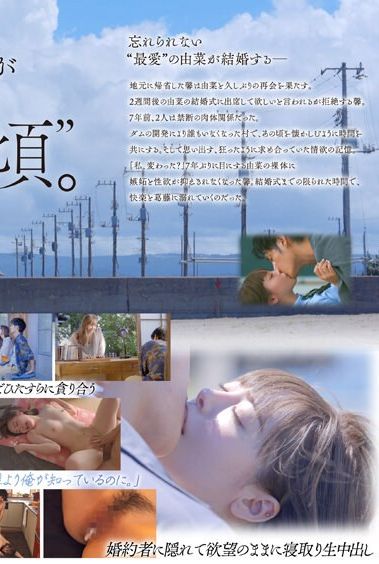 が
頃”
。
忘れられない
“最愛”の由菜が結婚する―
地元に帰省した馨は由菜と久しぶりの再会を果たす。
2週間後の由菜の結婚式に出席して欲しいと言われるが拒絶する馨。
7年前、2人は禁断の肉体関係だった。
ダムの開発により誰もいなくなった村で、あの頃を懐かしむように時間を
共にする。そして思い出す、狂ったように求め合っていた情欲の記憶。
「私、変わった？」7年ぶりに目にする由菜の裸体に
嫉妬と性欲が抑えきれなくなった馨。結婚式までの限られた時間で、
快楽と葛藤に溺れていくのだった。
でひたすらに貪り合う
より俺が知っているのに。」
婚約者に隠れて欲望のままに寝取り生中出し